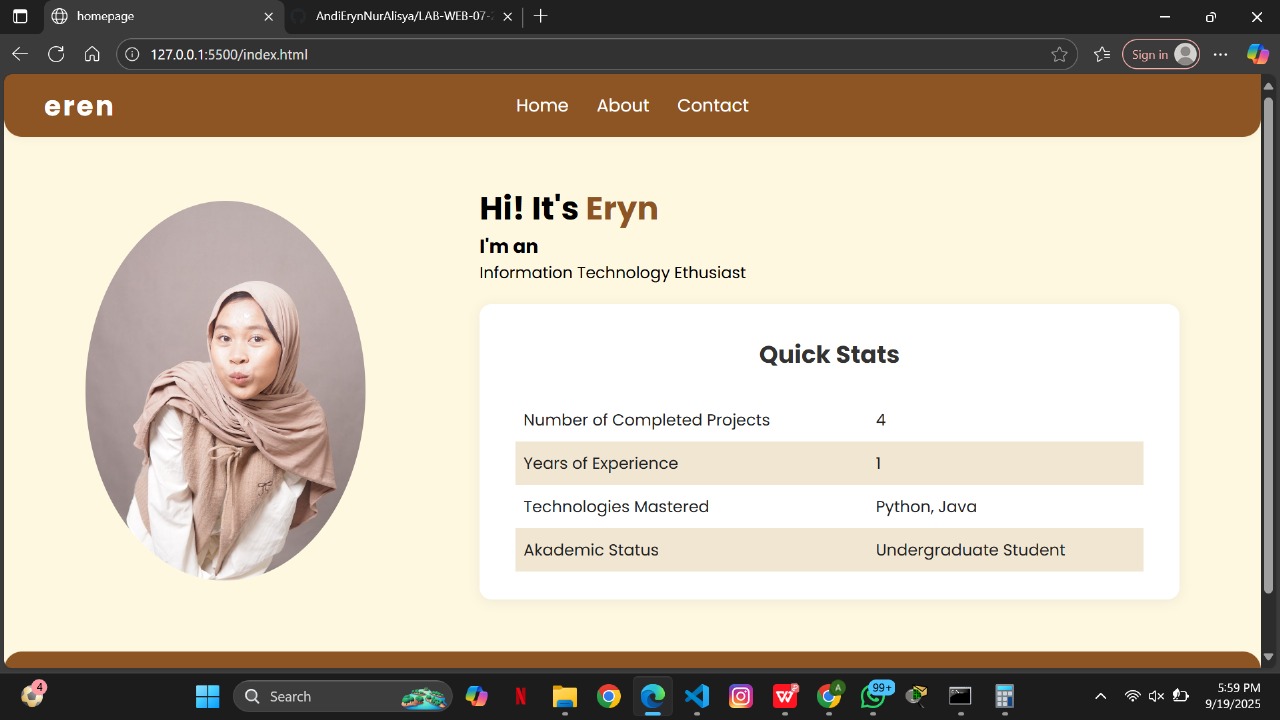 homepage
AndiErynNurAlisya/LAB-WEB-07-
127.0.0.1:5500/index.html
Sign in
eren
Home About Contact
Hi! It's Eryn
I'm an
Information Technology Ethusiast
Quick Stats
Number of Completed Projects 4
Years of Experience 1
Technologies Mastered Python, Java
Akademic Status Undergraduate Student
4
Search
99+
A
5:59 PM
9/19/2025